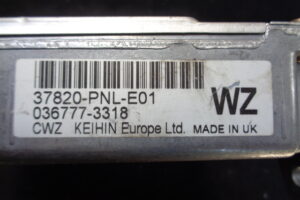 37820-PNL-E01
036777-3318
WZ
CWZ KEIHIN Europe Ltd. MADE IN UK